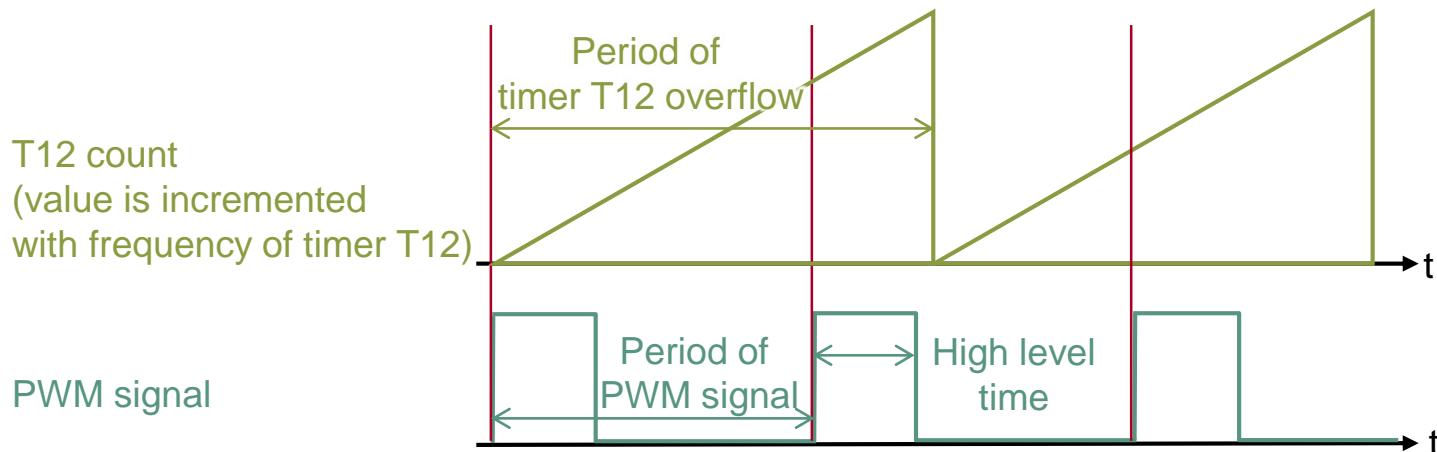 Period of
timer T12 overflow
T12 count
(value is incremented
with frequency of timer T12)
t
Period of
PWM signal
High level
time
PWM signal
t